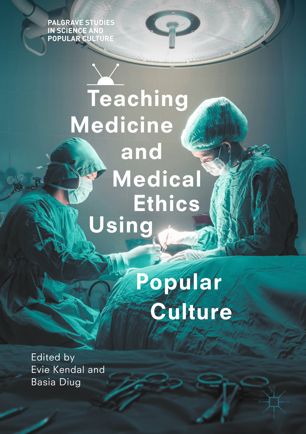 PALGRAVE STUDIES
IN SCIENCE AND
POPULAR CULTURE
Teaching
Medicine
and
Medical
Ethics
Using
Popular
Culture
Edited by
Evie Kendal and
Basia Diug